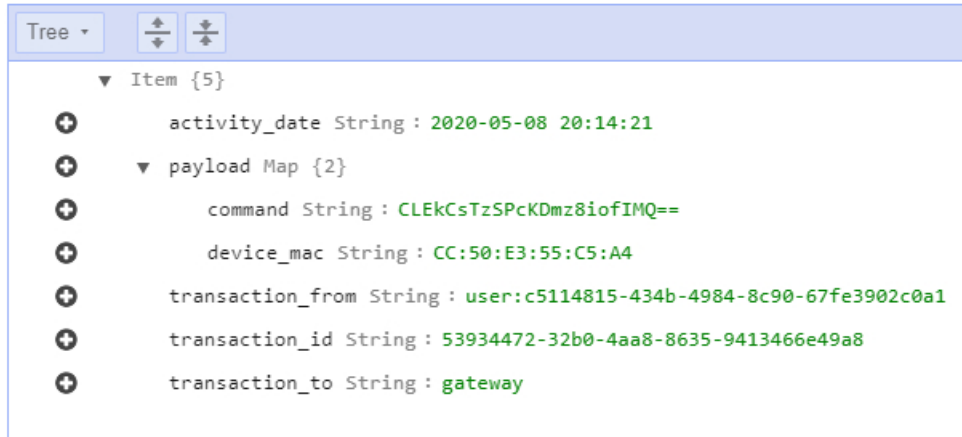 Tree
Item {5}
activity_date String : 2020-05-08 20:14:21
payload Map {2}
command String : CLEkCsTzSPcKDmz8iofIMQ==
device_mac String : CC:50:E3:55:C5:A4
transaction_from String : user:c5114815-434b-4984-8c90-67fe3902c0a1
transaction_id String : 53934472-32b0-4aa8-8635-9413466e49a8
transaction_to String : gateway